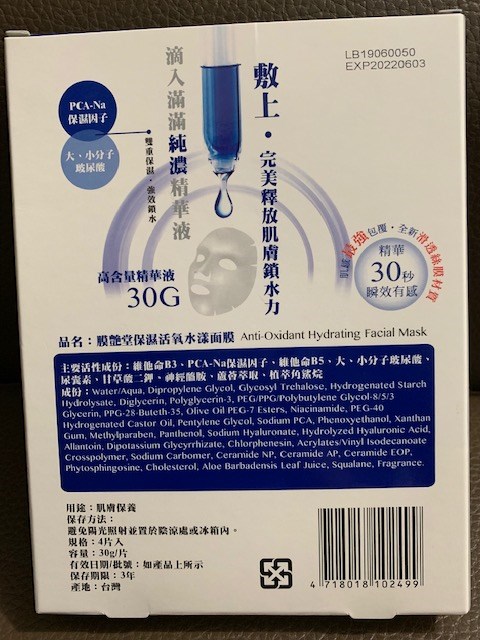 LB19060050
EXP20220603
PCA-Na
保濕因子
大、小分子
玻尿酸
雙重保濕，強效鎖水
滴入滿滿純濃精華液
敷上・完美釋放肌膚鎖水力
最強包覆・全新滑透絲膜材質
精華
30秒
瞬效有感
高含量精華液
30G
品名：膜艷堂保濕活氧水漾面膜 Anti-Oxidant Hydrating Facial Mask
主要活性成份：維他命B3、PCA-Na保濕因子、維他命B5、大、小分子玻尿酸、
尿囊素、甘草酸二鉀、神經醯胺、蘆薈萃取、植萃角鯊烷
成份：Water/Aqua, Dipropylene Glycol, Glycosyl Trehalose, Hydrogenated Starch
Hydrolysate, Diglycerin, Polyglycerin-3, PEG/PPG/Polybutylene Glycol-8/5/3
Glycerin, PPG-28-Buteth-35, Olive Oil PEG-7 Esters, Niacinamide, PEG-40
Hydrogenated Castor Oil, Pentylene Glycol, Sodium PCA, Phenoxyethanol, Xanthan
Gum, Methylparaben, Panthenol, Sodium Hyaluronate, Hydrolyzed Hyaluronic Acid,
Allantoin, Dipotassium Glycyrrhizate, Chlorphenesin, Acrylates/Vinyl Isodecanoate
Crosspolymer, Sodium Carbomer, Ceramide NP, Ceramide AP, Ceramide EOP,
Phytosphingosine, Cholesterol, Aloe Barbadensis Leaf Juice, Squalane, Fragrance.
用途：肌膚保養
保存方法：
避免陽光照射並置於陰涼處或冰箱內。
規格：4片入
容量：30g/片
有效日期/批號：如產品上所示
保存期限：3年
產地：台灣
4 718018 102499